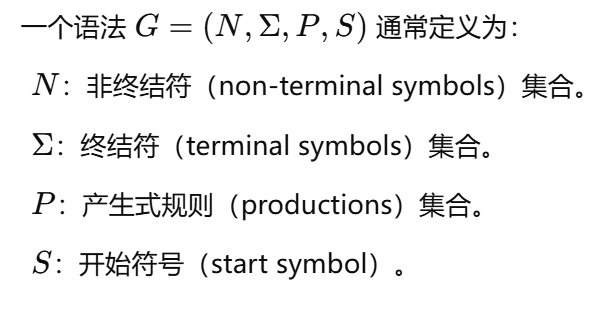 一个语法 G = (N, Σ, P, S) 通常定义为：
N：非终结符（non-terminal symbols）集合。
Σ：终结符（terminal symbols）集合。
P：产生式规则（productions）集合。
S：开始符号（start symbol）。